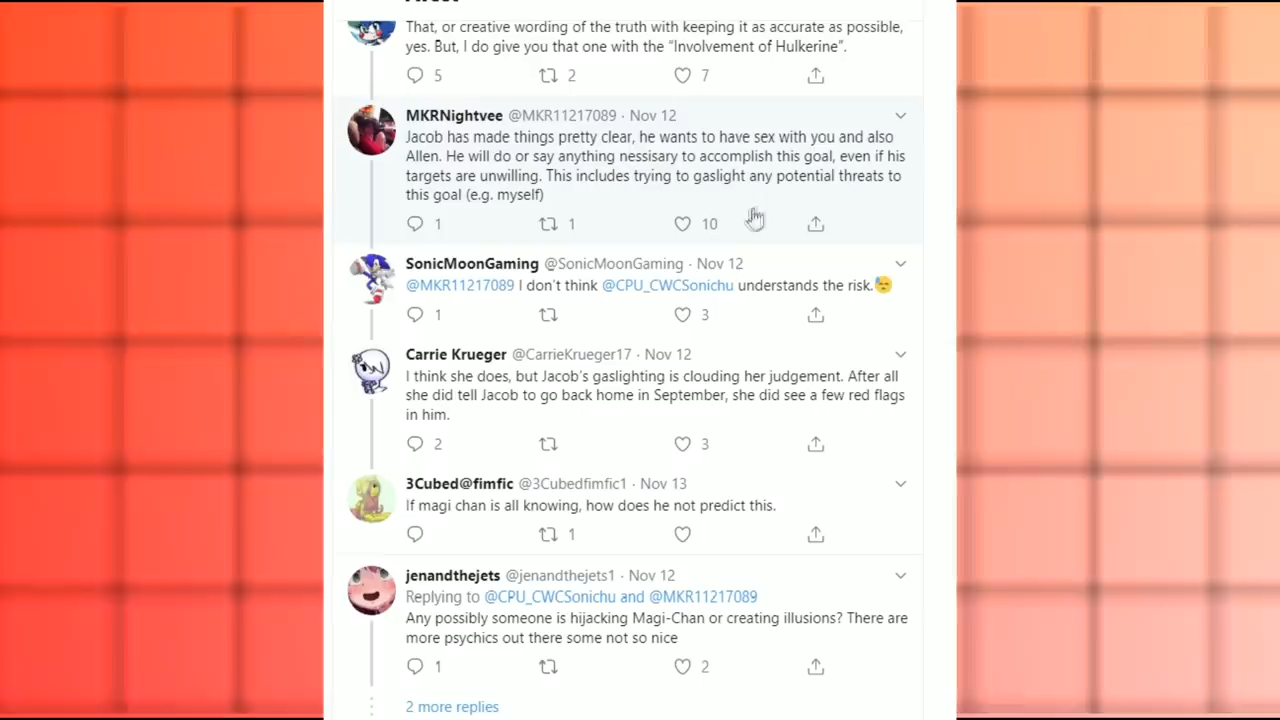 That, or creative wording of the truth with keeping it as accurate as possible,
yes. But, I do give you that one with the “Involvement of Hulkerine”.
5 2 7
MKRNightvee @MKR11217089 · Nov 12
Jacob has made things pretty clear, he wants to have sex with you and also
Allen. He will do or say anything nessisary to accomplish this goal, even if his
targets are unwilling. This includes trying to gaslight any potential threats to
this goal (e.g. myself)
1 1 10
SonicMoonGaming @SonicMoonGaming · Nov 12
@MKR11217089 I don’t think @CPU_CWCSonichu understands the risk.😓
1 3
Carrie Krueger @CarrieKrueger17 · Nov 12
I think she does, but Jacob’s gaslighting is clouding her judgement. After all
she did tell Jacob to go back home in September, she did see a few red flags
in him.
2 3
3Cubed@fimfic @3Cubedfimfic1 · Nov 13
If magi chan is all knowing, how does he not predict this.
1
jenandthejets @jenandthejets1 · Nov 12
Replying to @CPU_CWCSonichu and @MKR11217089
Any possibly someone is hijacking Magi-Chan or creating illusions? There are
more psychics out there some not so nice
1 2
2 more replies